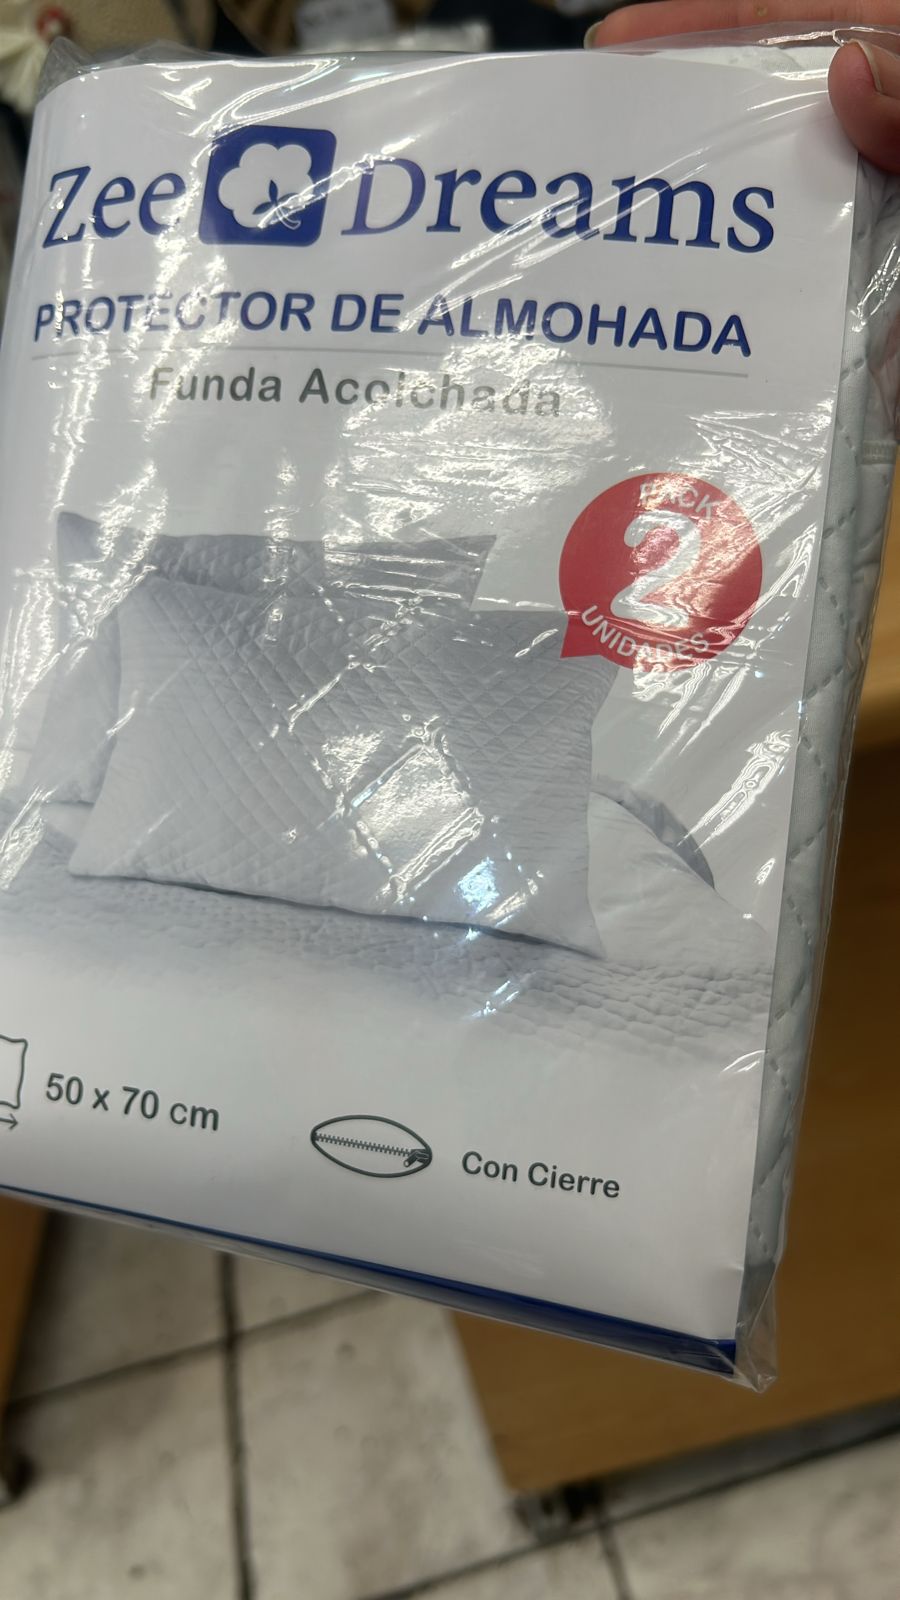 Zee Dreams
PROTECTOR DE ALMOHADA
Funda Acolchada
PACK
2
UNIDADES
50 x 70 cm
Con Cierre